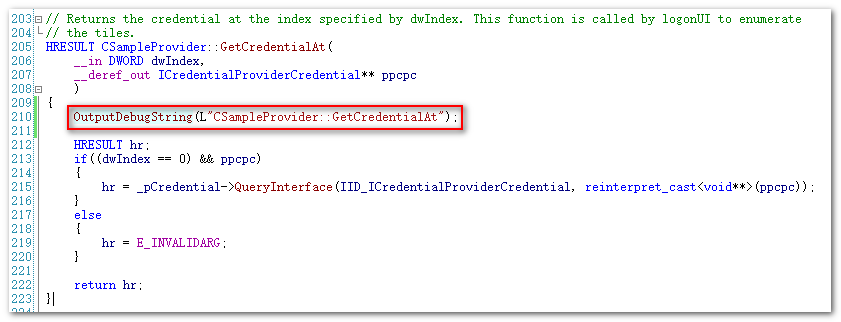 203 // Returns the credential at the index specified by dwIndex. This function is called by logonUI to enumerate
204 // the tiles.
205 HRESULT CSampleProvider::GetCredentialAt(
206     __in DWORD dwIndex,
207     __deref_out ICredentialProviderCredential** ppcpc
208     )
209 {
210     OutputDebugString(L"CSampleProvider::GetCredentialAt");
211
212     HRESULT hr;
213     if((dwIndex == 0) && ppcpc)
214     {
215         hr = _pCredential->QueryInterface(IID_ICredentialProviderCredential, reinterpret_cast<void**>(ppcpc));
216     }
217     else
218     {
219         hr = E_INVALIDARG;
220     }
221
222     return hr;
223 }